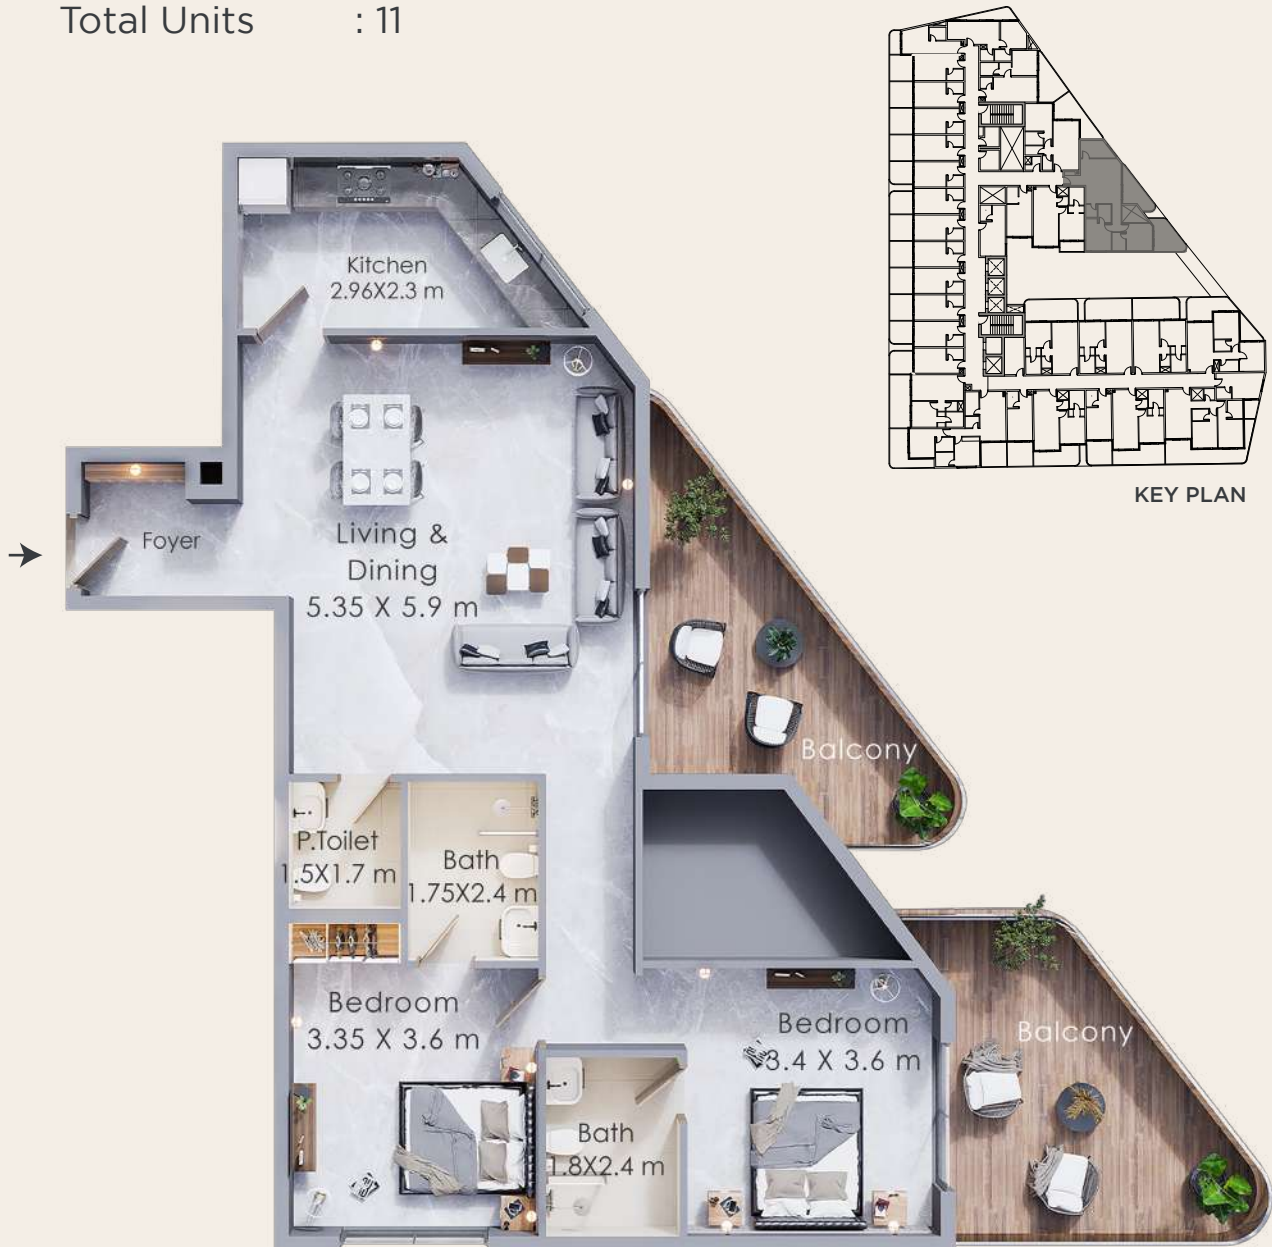 Total Units : 11
KEY PLAN
Kitchen
2.96X2.3 m
Foyer
Living &
Dining
5.35 X 5.9 m
Balcony
P.Toilet
1.5X1.7 m
Bath
1.75X2.4 m
Bedroom
3.35 X 3.6 m
Bedroom
3.4 X 3.6 m
Balcony
Bath
1.8X2.4 m